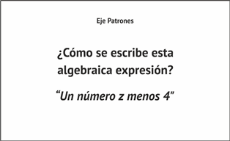 Eje Patrones
¿Cómo se escribe esta
algebraica expresión?
"Un número z menos 4"